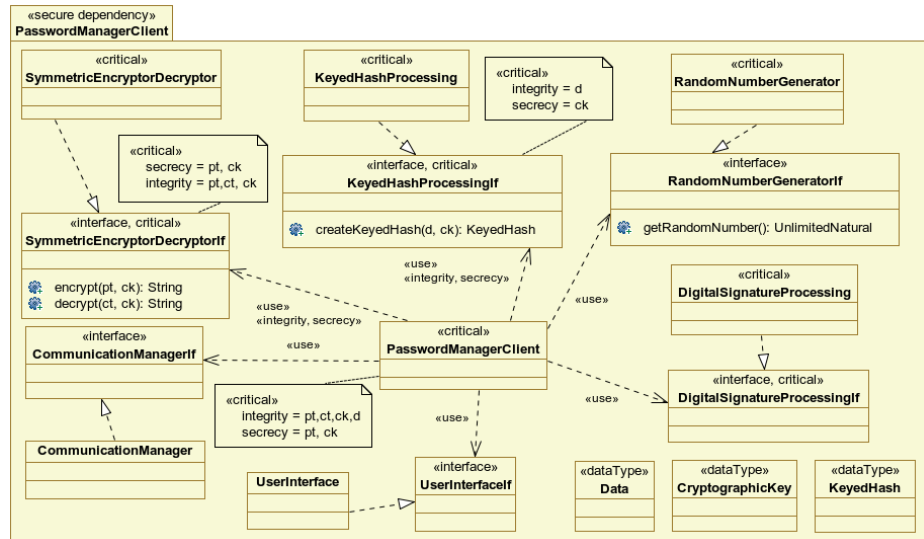 «secure dependency»
PasswordManagerClient
«critical»
SymmetricEncryptorDecryptor
«critical»
KeyedHashProcessing
«critical»
integrity = d
secrecy = ck
«critical»
RandomNumberGenerator
«critical»
secrecy = pt, ck
integrity = pt,ct, ck
«interface, critical»
KeyedHashProcessingIf
createKeyedHash(d, ck): KeyedHash
«interface»
RandomNumberGeneratorIf
getRandomNumber(): UnlimitedNatural
«interface, critical»
SymmetricEncryptorDecryptorIf
encrypt(pt, ck): String
decrypt(ct, ck): String
«use»
«integrity, secrecy»
«use»
«integrity, secrecy»
«use»
«critical»
DigitalSignatureProcessing
«interface»
CommunicationManagerIf
«use»
«critical»
PasswordManagerClient
«critical»
integrity = pt,ct,ck,d
secrecy = pt, ck
«use»
«use»
«interface, critical»
DigitalSignatureProcessingIf
CommunicationManager
UserInterface
«interface»
UserInterfaceIf
«dataType»
Data
«dataType»
CryptographicKey
«dataType»
KeyedHash